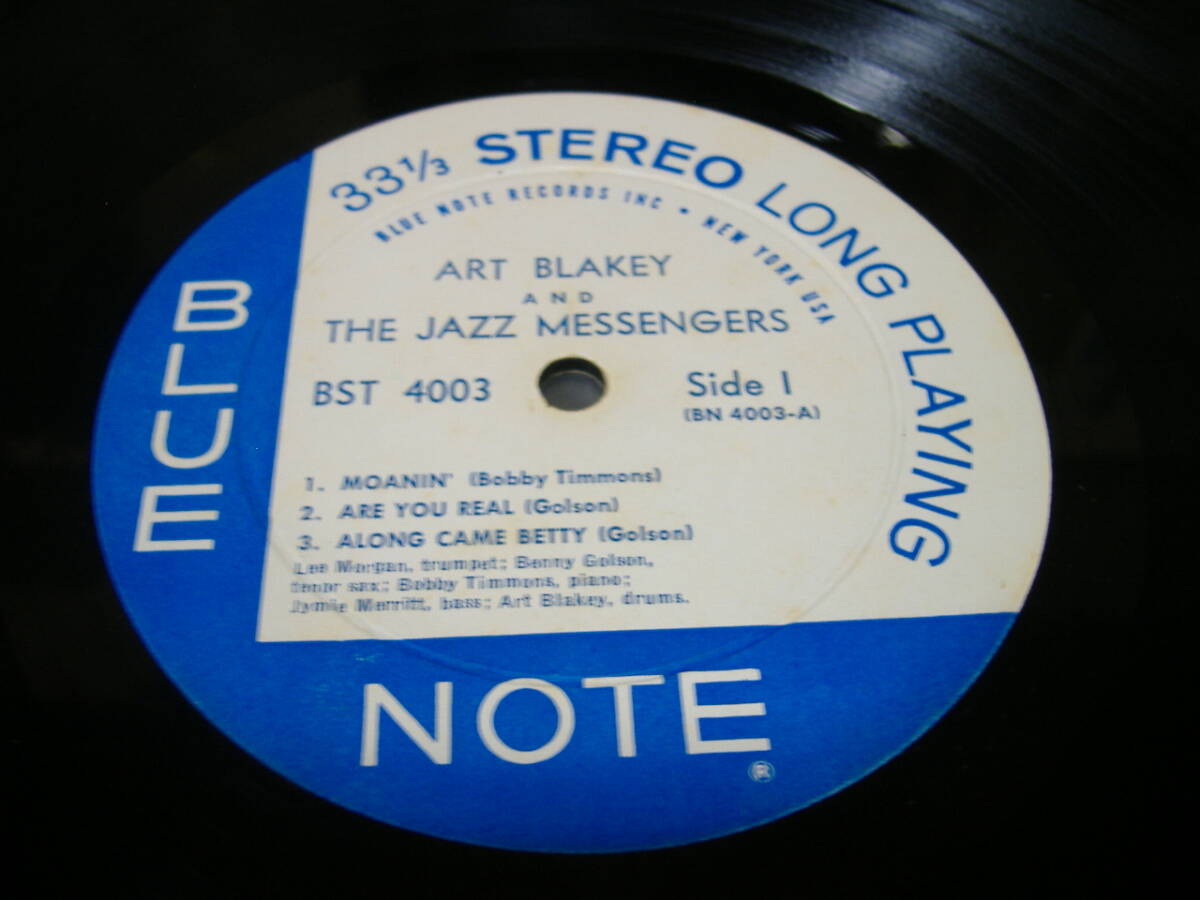 33 1/3 STEREO LONG PLAYING
BLUE NOTE RECORDS INC • NEW YORK USA
ART BLAKEY
AND
THE JAZZ MESSENGERS
BST 4003
Side 1
(BN 4003-A)
1. MOANIN' (Bobby Timmons)
2. ARE YOU REAL (Golson)
3. ALONG CAME BETTY (Golson)
Lee Morgan, trumpet; Benny Golson,
tenor sax; Bobby Timmons, piano;
Jymie Merritt, bass; Art Blakey, drums.
BLUE
NOTE
®